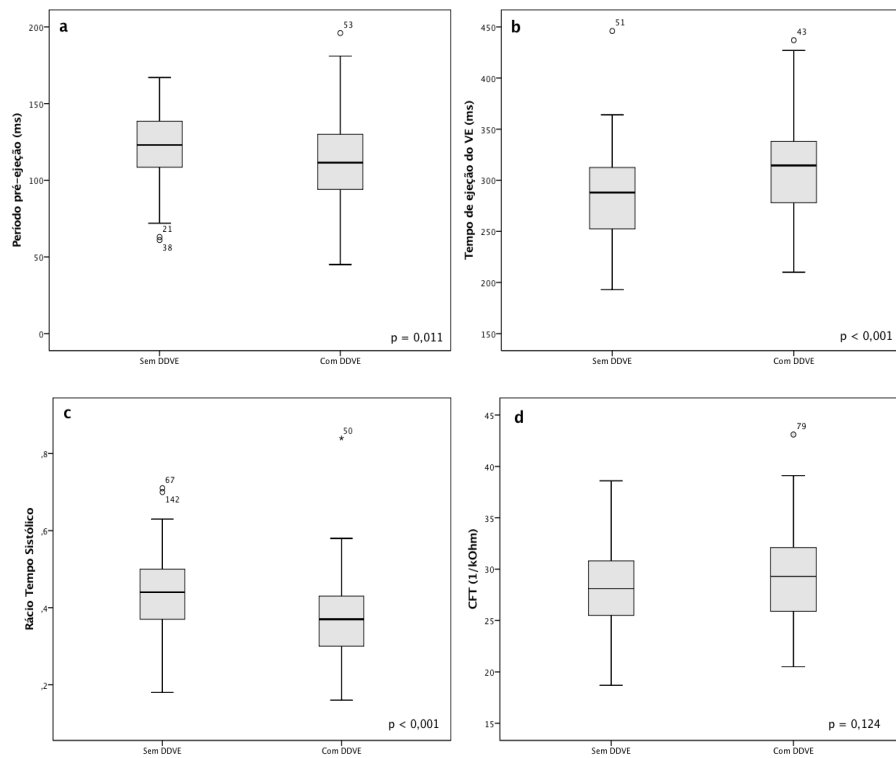 a
Período pré-ejeção (ms)
200
150
100
50
0
53
21
38
p = 0,011
Sem DDVE
Com DDVE
b
Tempo de ejeção do VE (ms)
450
400
350
300
250
200
150
51
43
p < 0,001
Sem DDVE
Com DDVE
c
Rácio Tempo Sistólico
,8
,6
,4
,2
67
142
50
p < 0,001
Sem DDVE
Com DDVE
d
CFT (1/kOhm)
45
40
35
30
25
20
15
79
p = 0,124
Sem DDVE
Com DDVE